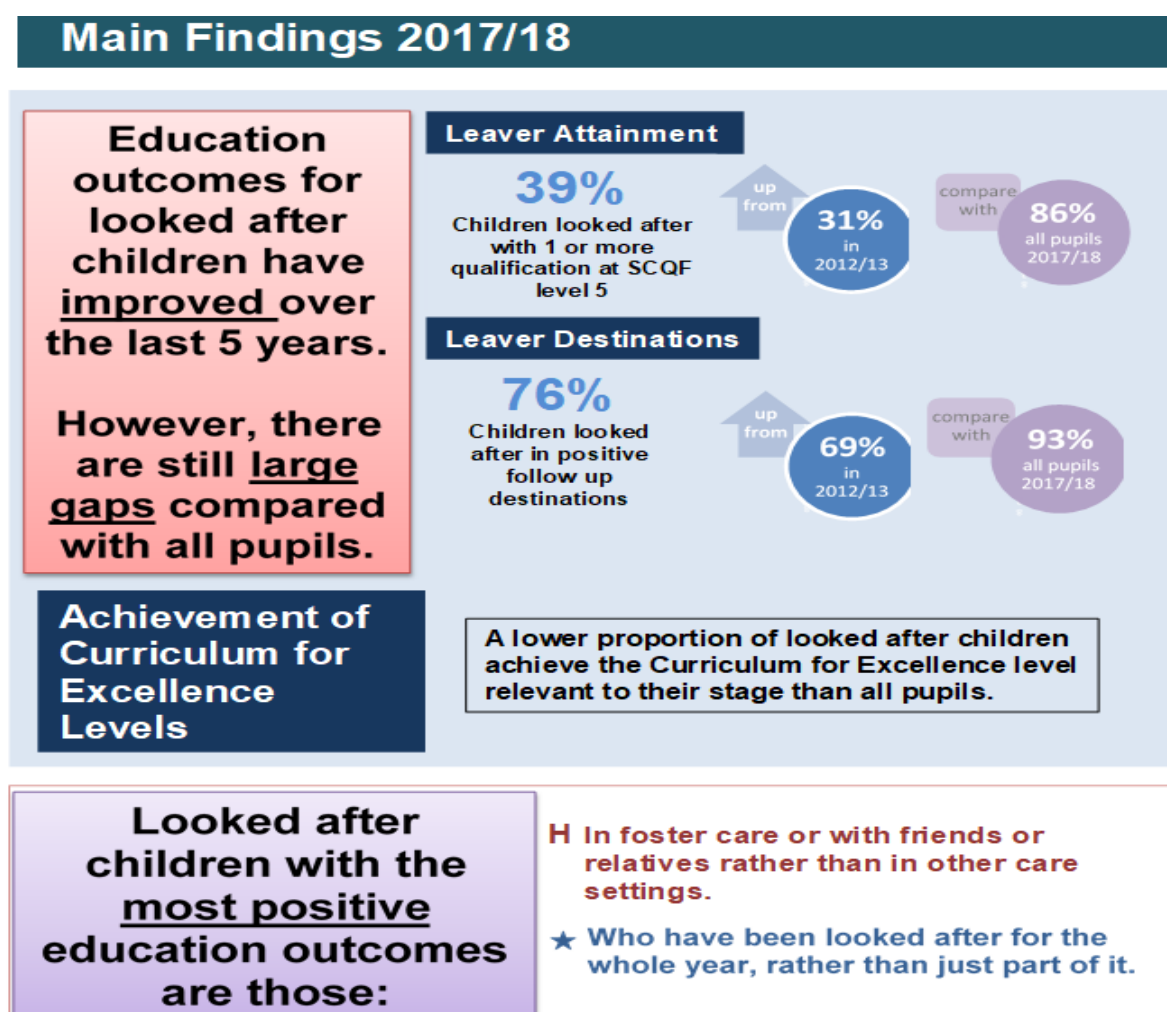 Main Findings 2017/18
Education
outcomes for
looked after
children have
improved over
the last 5 years.
However, there
are still large
gaps compared
with all pupils.
Leaver Attainment
39%
Children looked after
with 1 or more
qualification at SCQF
level 5
up
from
31%
in
2012/13
compare
with
86%
all pupils
2017/18
Leaver Destinations
76%
Children looked
after in positive
follow up
destinations
up
from
69%
in
2012/13
compare
with
93%
all pupils
2017/18
Achievement of
Curriculum for
Excellence
Levels
A lower proportion of looked after children
achieve the Curriculum for Excellence level
relevant to their stage than all pupils.
Looked after
children with the
most positive
education outcomes
are those:
H In foster care or with friends or
relatives rather than in other care
settings.
★ Who have been looked after for the
whole year, rather than just part of it.